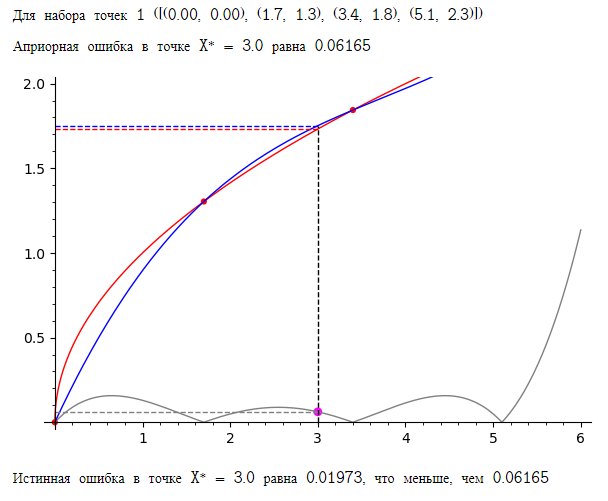 Для набора точек 1 ([(0.00, 0.00), (1.7, 1.3), (3.4, 1.8), (5.1, 2.3)])
Априорная ошибка в точке X* = 3.0 равна 0.06165
2.0
1.5
1.0
0.5
1 2 3 4 5 6
Истинная ошибка в точке X* = 3.0 равна 0.01973, что меньше, чем 0.06165